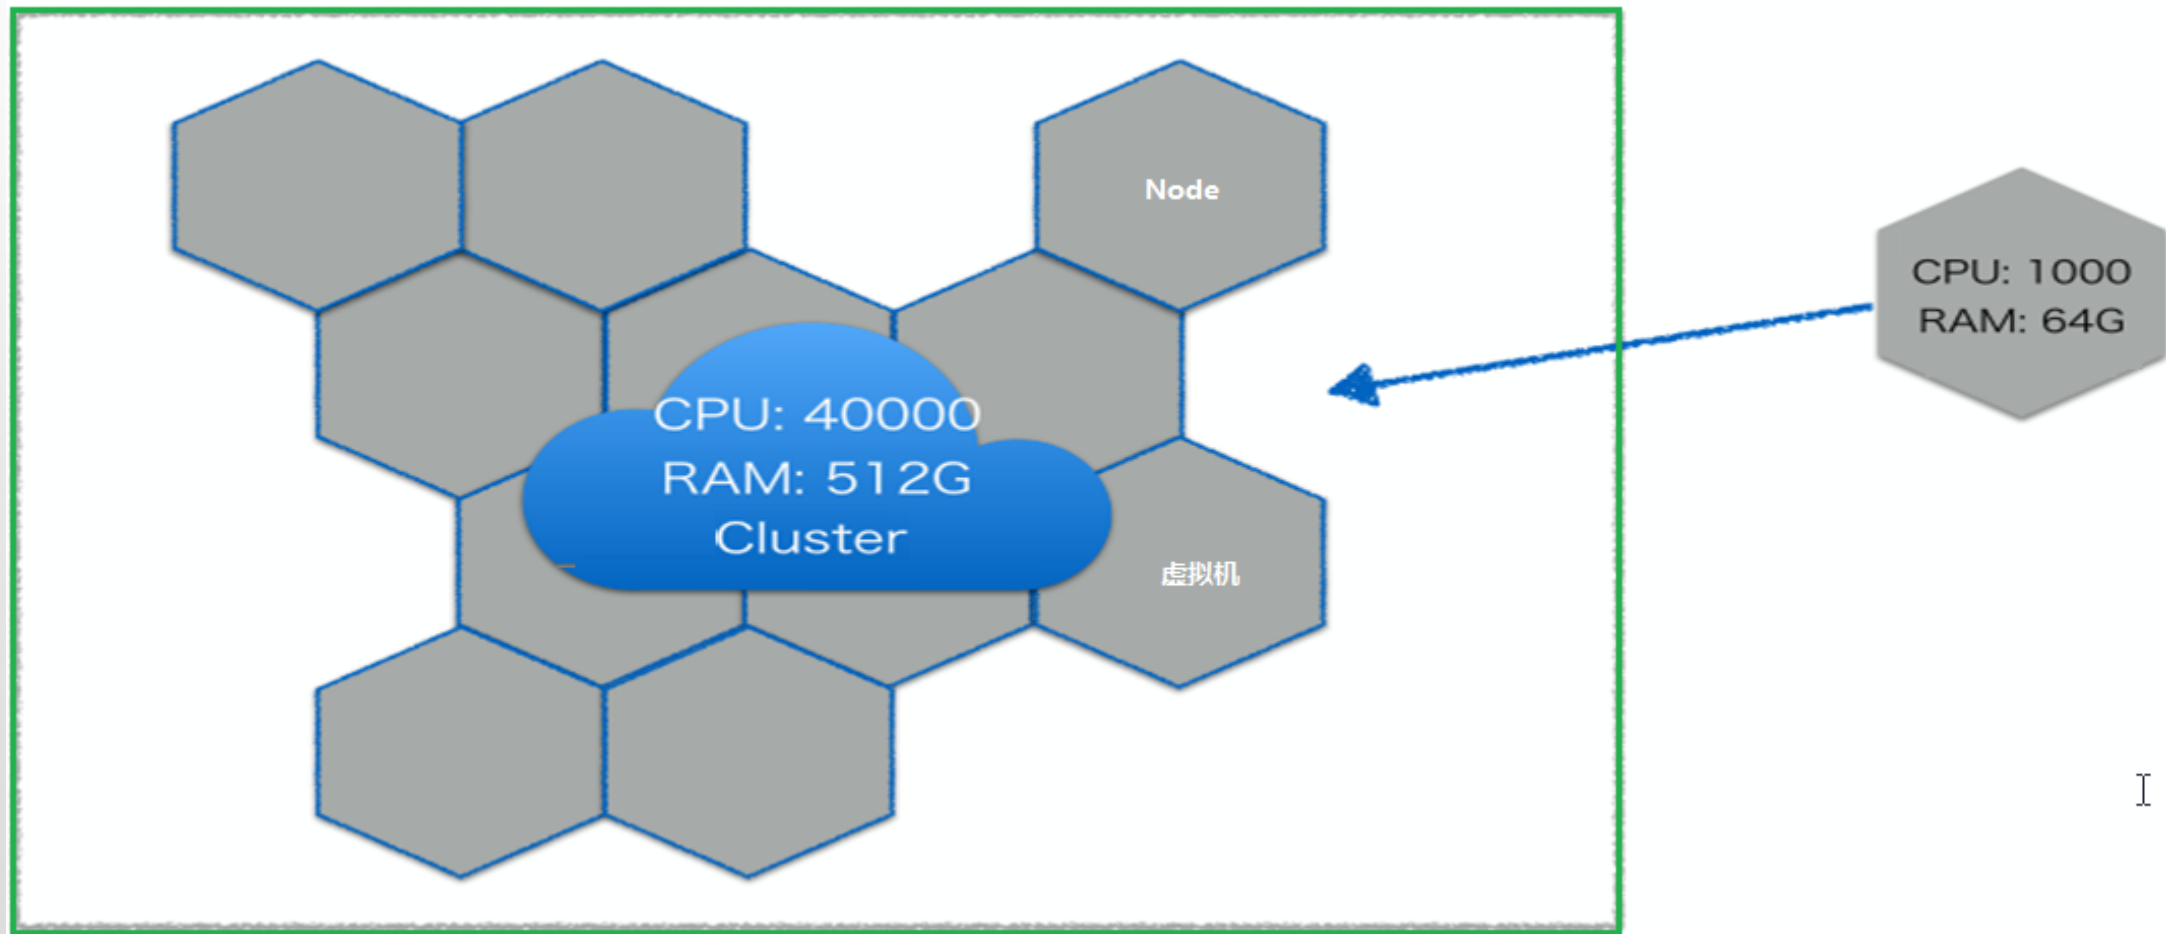 Node
CPU: 1000
RAM: 64G
CPU: 40000
RAM: 512G
Cluster
虚拟机